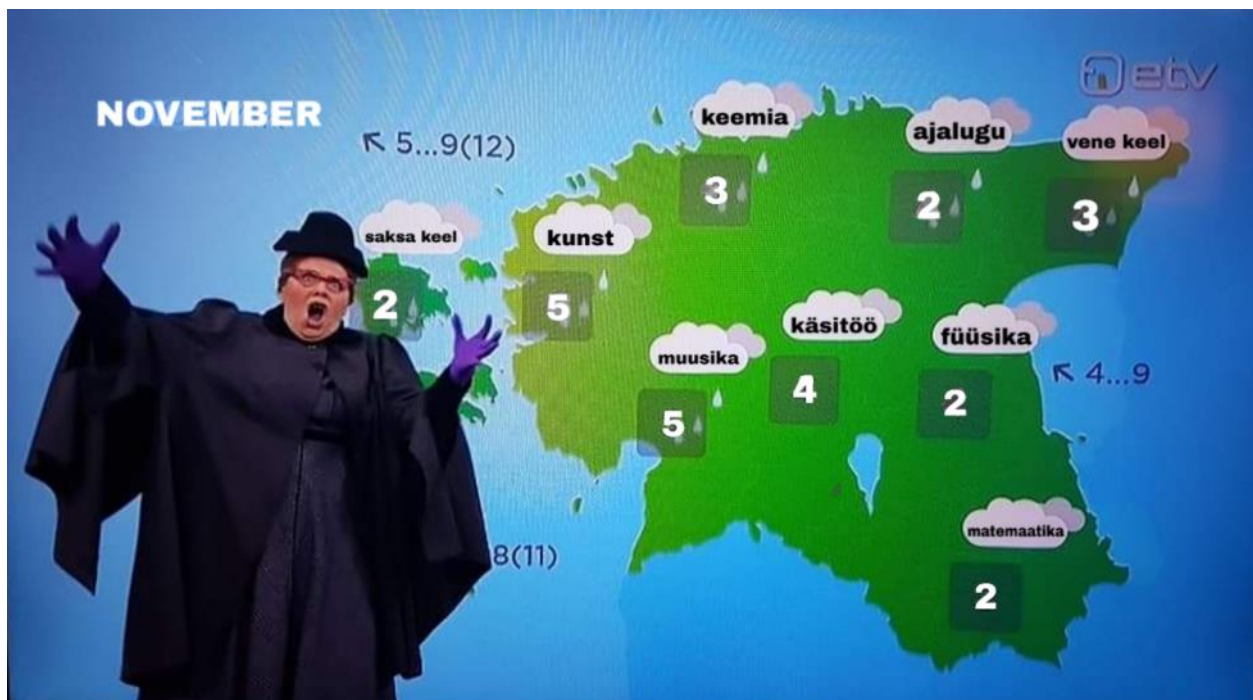 etv
NOVEMBER
5...9(12)
keemia
3
ajalugu
2
vene keel
3
saksa keel
2
kunst
5
muusika
5
käsitöö
4
füüsika
2
4...9
matemaatika
2
8(11)